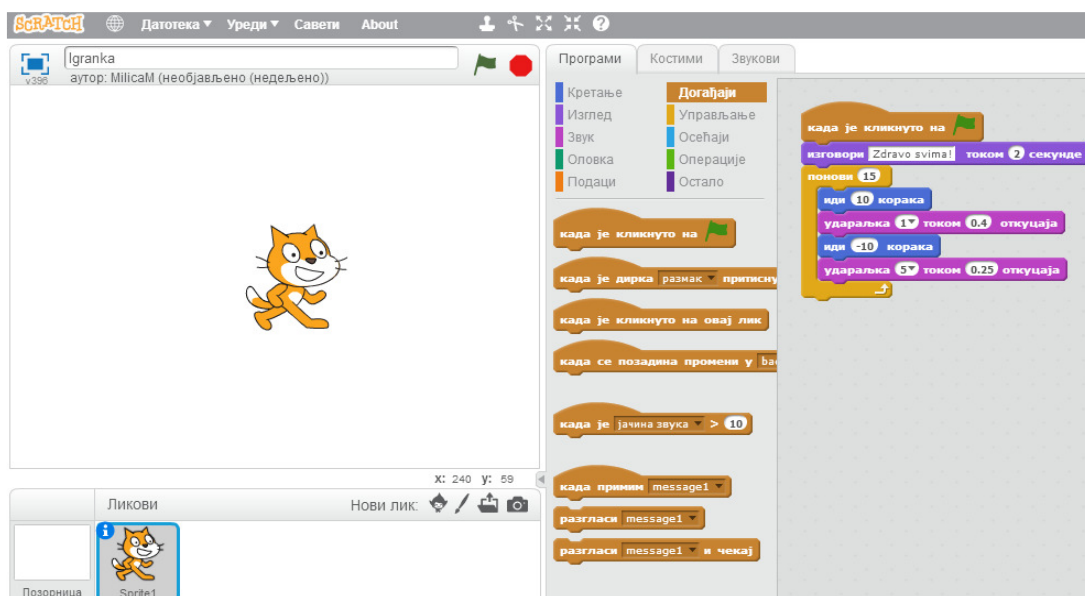 SCRATCH Датотека Уреди Савети About
Igranka
v396
аутор: MilicaM (необјављено (недељено))
x: 240 y: 59
Ликови Нови лик:
Позорница
Sprite1
Програми Костими Звукови
Кретање Догађаји
Изглед Управљање
Звук Осећаји
Оловка Операције
Подаци Остало
када је кликнуто на
када је дирка размак притисну
када је кликнуто на овај лик
када се позадина промени у bac
када је јачина звука > 10
када примим message1
разгласи message1
разгласи message1 и чекај
када је кликнуто на
изговори Zdravo svima! током 2 секунде
понови 15
иди 10 корака
удараљка 1 током 0.4 откуцаја
иди -10 корака
удараљка 5 током 0.25 откуцаја